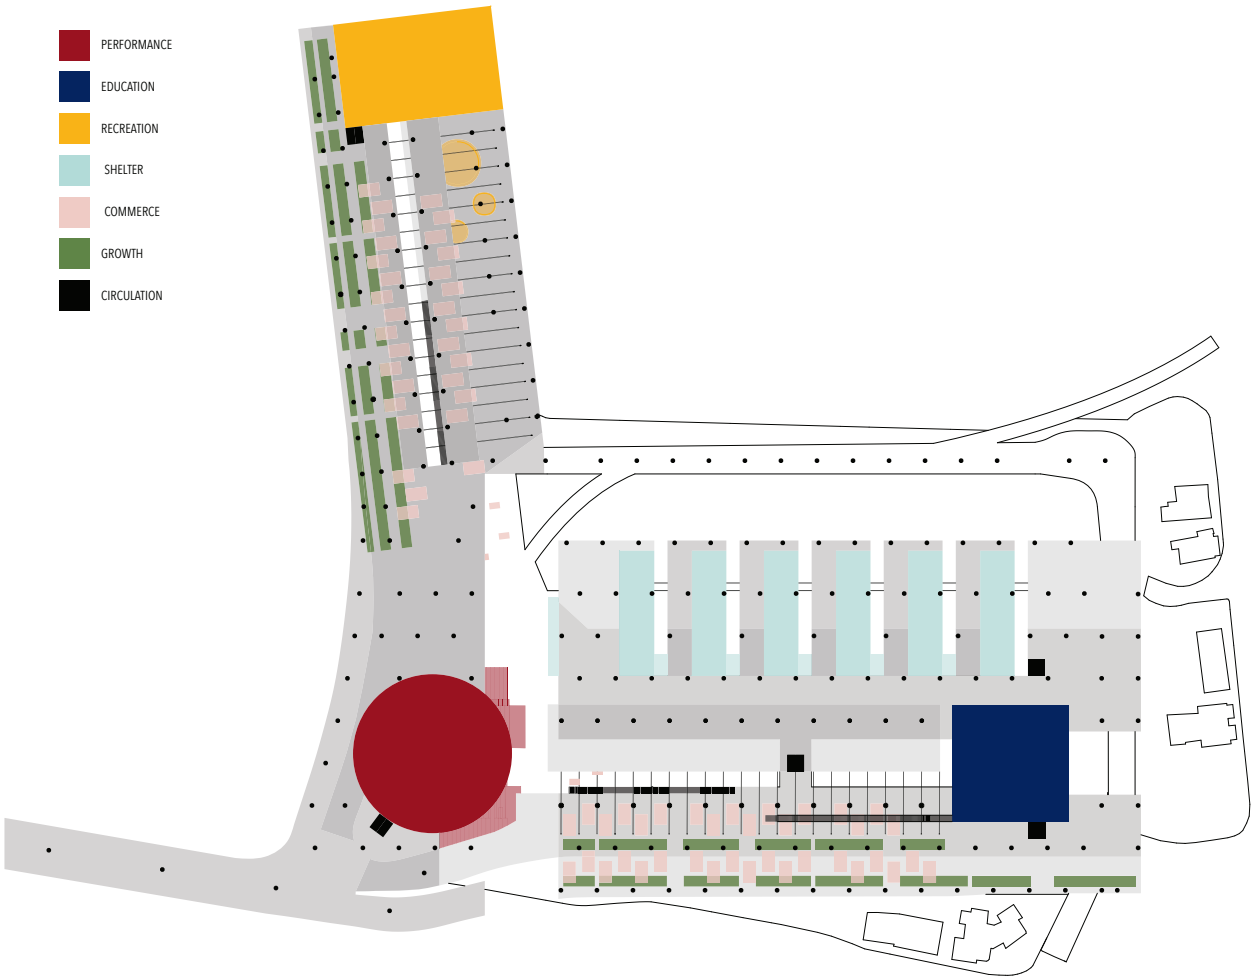 PERFORMANCE
EDUCATION
RECREATION
SHELTER
COMMERCE
GROWTH
CIRCULATION